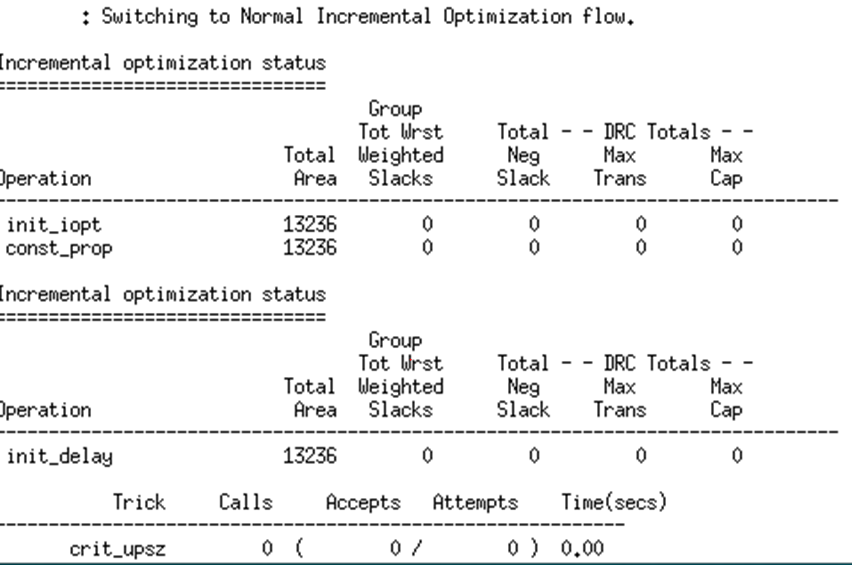 : Switching to Normal Incremental Optimization flow.
Incremental optimization status
===============================
Group
Tot Wrst Total - - DRC Totals - -
Total Weighted Neg Max Max
Operation Area Slacks Slack Trans Cap
-------------------------------------------------------------------------------
init_iopt 13236 0 0 0 0
const_prop 13236 0 0 0 0
Incremental optimization status
===============================
Group
Tot Wrst Total - - DRC Totals - -
Total Weighted Neg Max Max
Operation Area Slacks Slack Trans Cap
-------------------------------------------------------------------------------
init_delay 13236 0 0 0 0
Trick Calls Accepts Attempts Time(secs)
-----------------------------------------------------------
crit_upsz 0 ( 0 / 0 ) 0.00